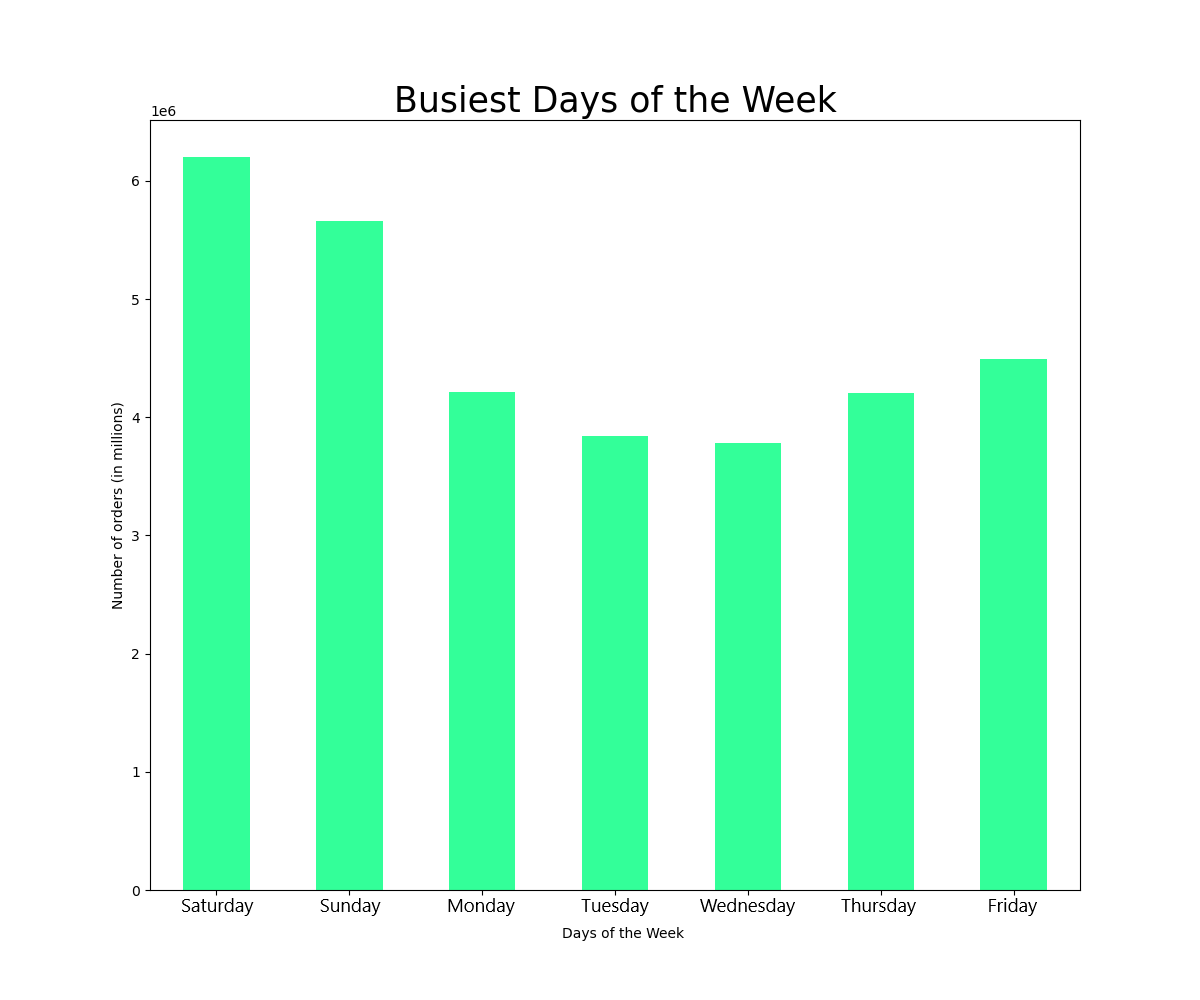 Busiest Days of the Week
1e6
6
5
4
3
2
1
0
Number of orders (in millions)
Saturday Sunday Monday Tuesday Wednesday Thursday Friday
Days of the Week